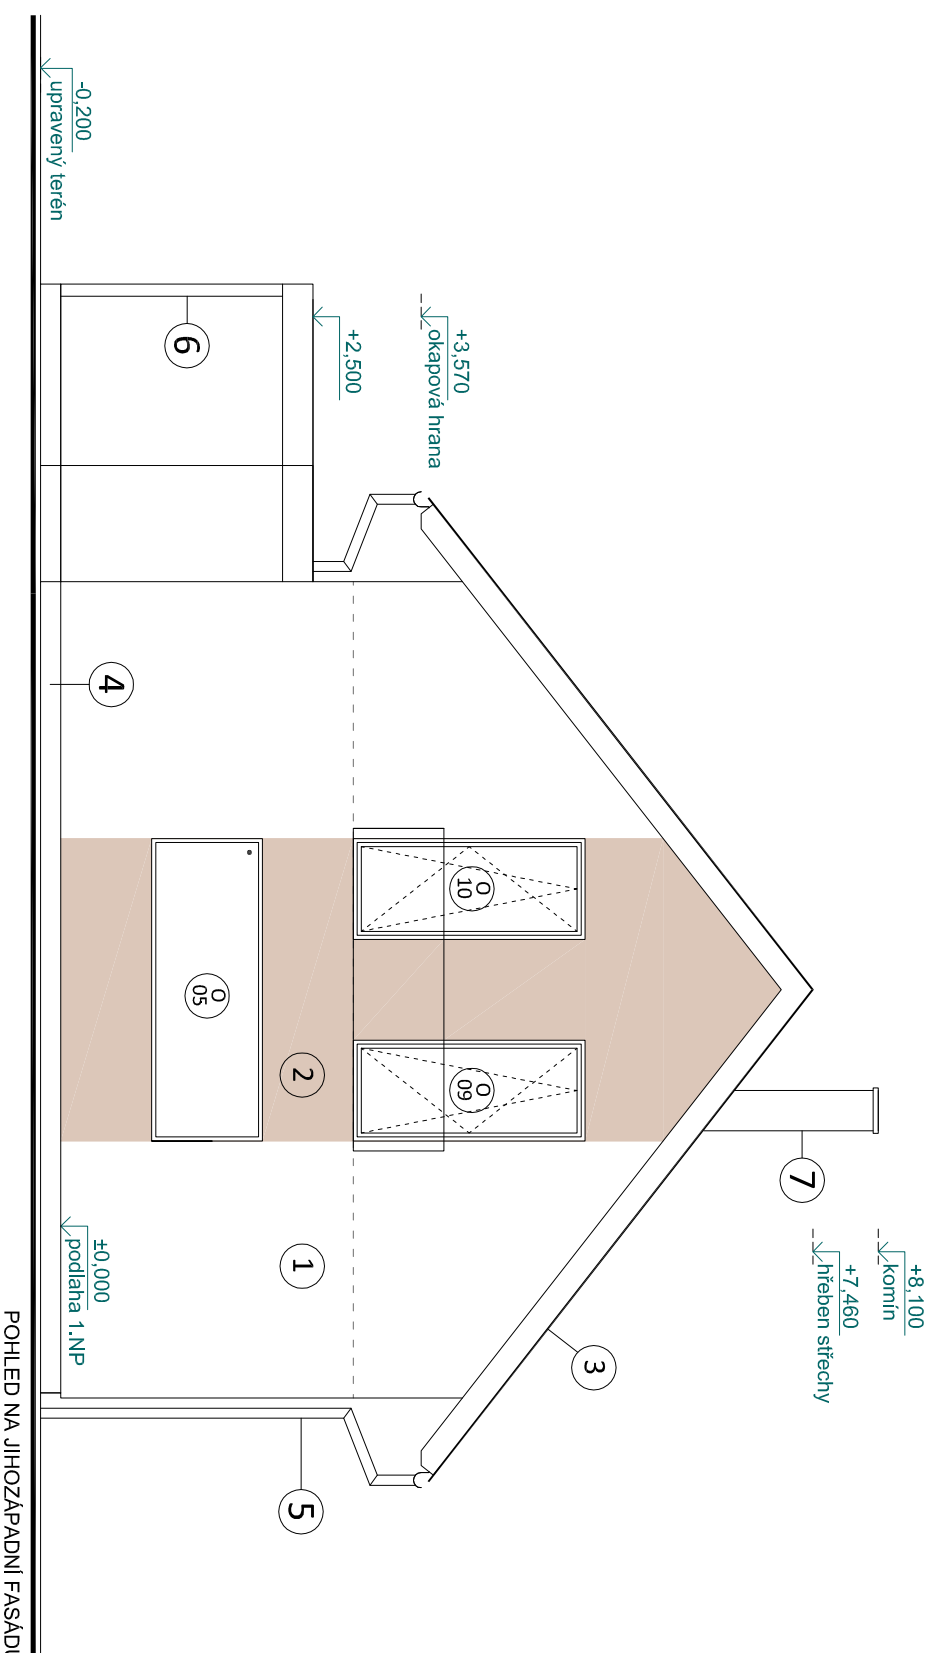 +8,100
komín
+7,460
hřeben střechy
7
+3,570
okapová hrana
3
+2,500
O
10
O
09
6
2
1
5
O
05
4
±0,000
podlaha 1.NP
-0,200
upravený terén
POHLED NA JIHOZÁPADNÍ FASÁDU